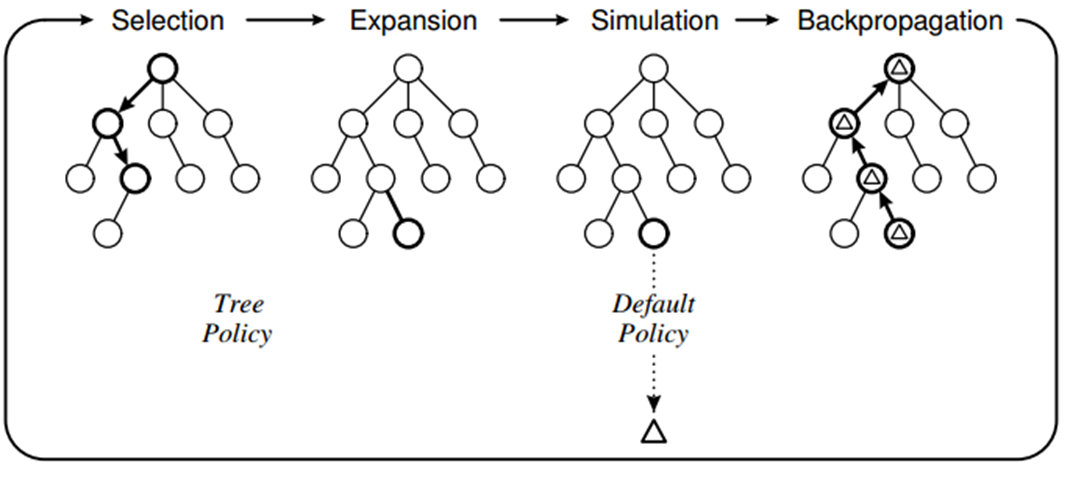 Selection Expansion Simulation Backpropagation
Tree
Policy
Default
Policy